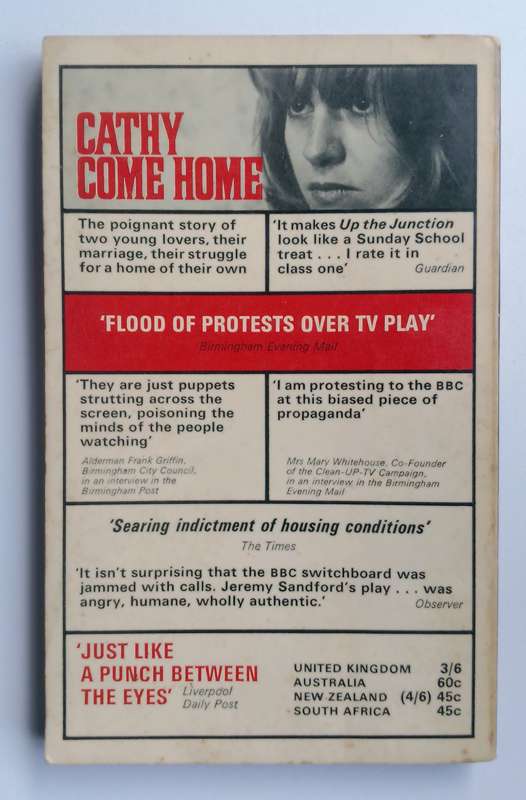 CATHY
COME HOME
The poignant story of
two young lovers, their
marriage, their struggle
for a home of their own
‘It makes Up the Junction
look like a Sunday School
treat . . . I rate it in
class one’ Guardian
‘FLOOD OF PROTESTS OVER TV PLAY’
Birmingham Evening Mail
‘They are just puppets
strutting across the
screen, poisoning the
minds of the people
watching’
Alderman Frank Griffin,
Birmingham City Council,
in an interview in the
Birmingham Post
‘I am protesting to the BBC
at this biased piece of
propaganda’
Mrs Mary Whitehouse, Co-Founder
of the Clean-UP-TV Campaign,
in an interview, in the Birmingham
Evening Mail
‘Searing indictment of housing conditions’
The Times
‘It isn’t surprising that the BBC switchboard was
jammed with calls. Jeremy Sandford’s play . . . was
angry, humane, wholly authentic.’ Observer
‘JUST LIKE
A PUNCH BETWEEN
THE EYES’ Liverpool
Daily Post
UNITED KINGDOM 3/6
AUSTRALIA 60c
NEW ZEALAND (4/6) 45c
SOUTH AFRICA 45c